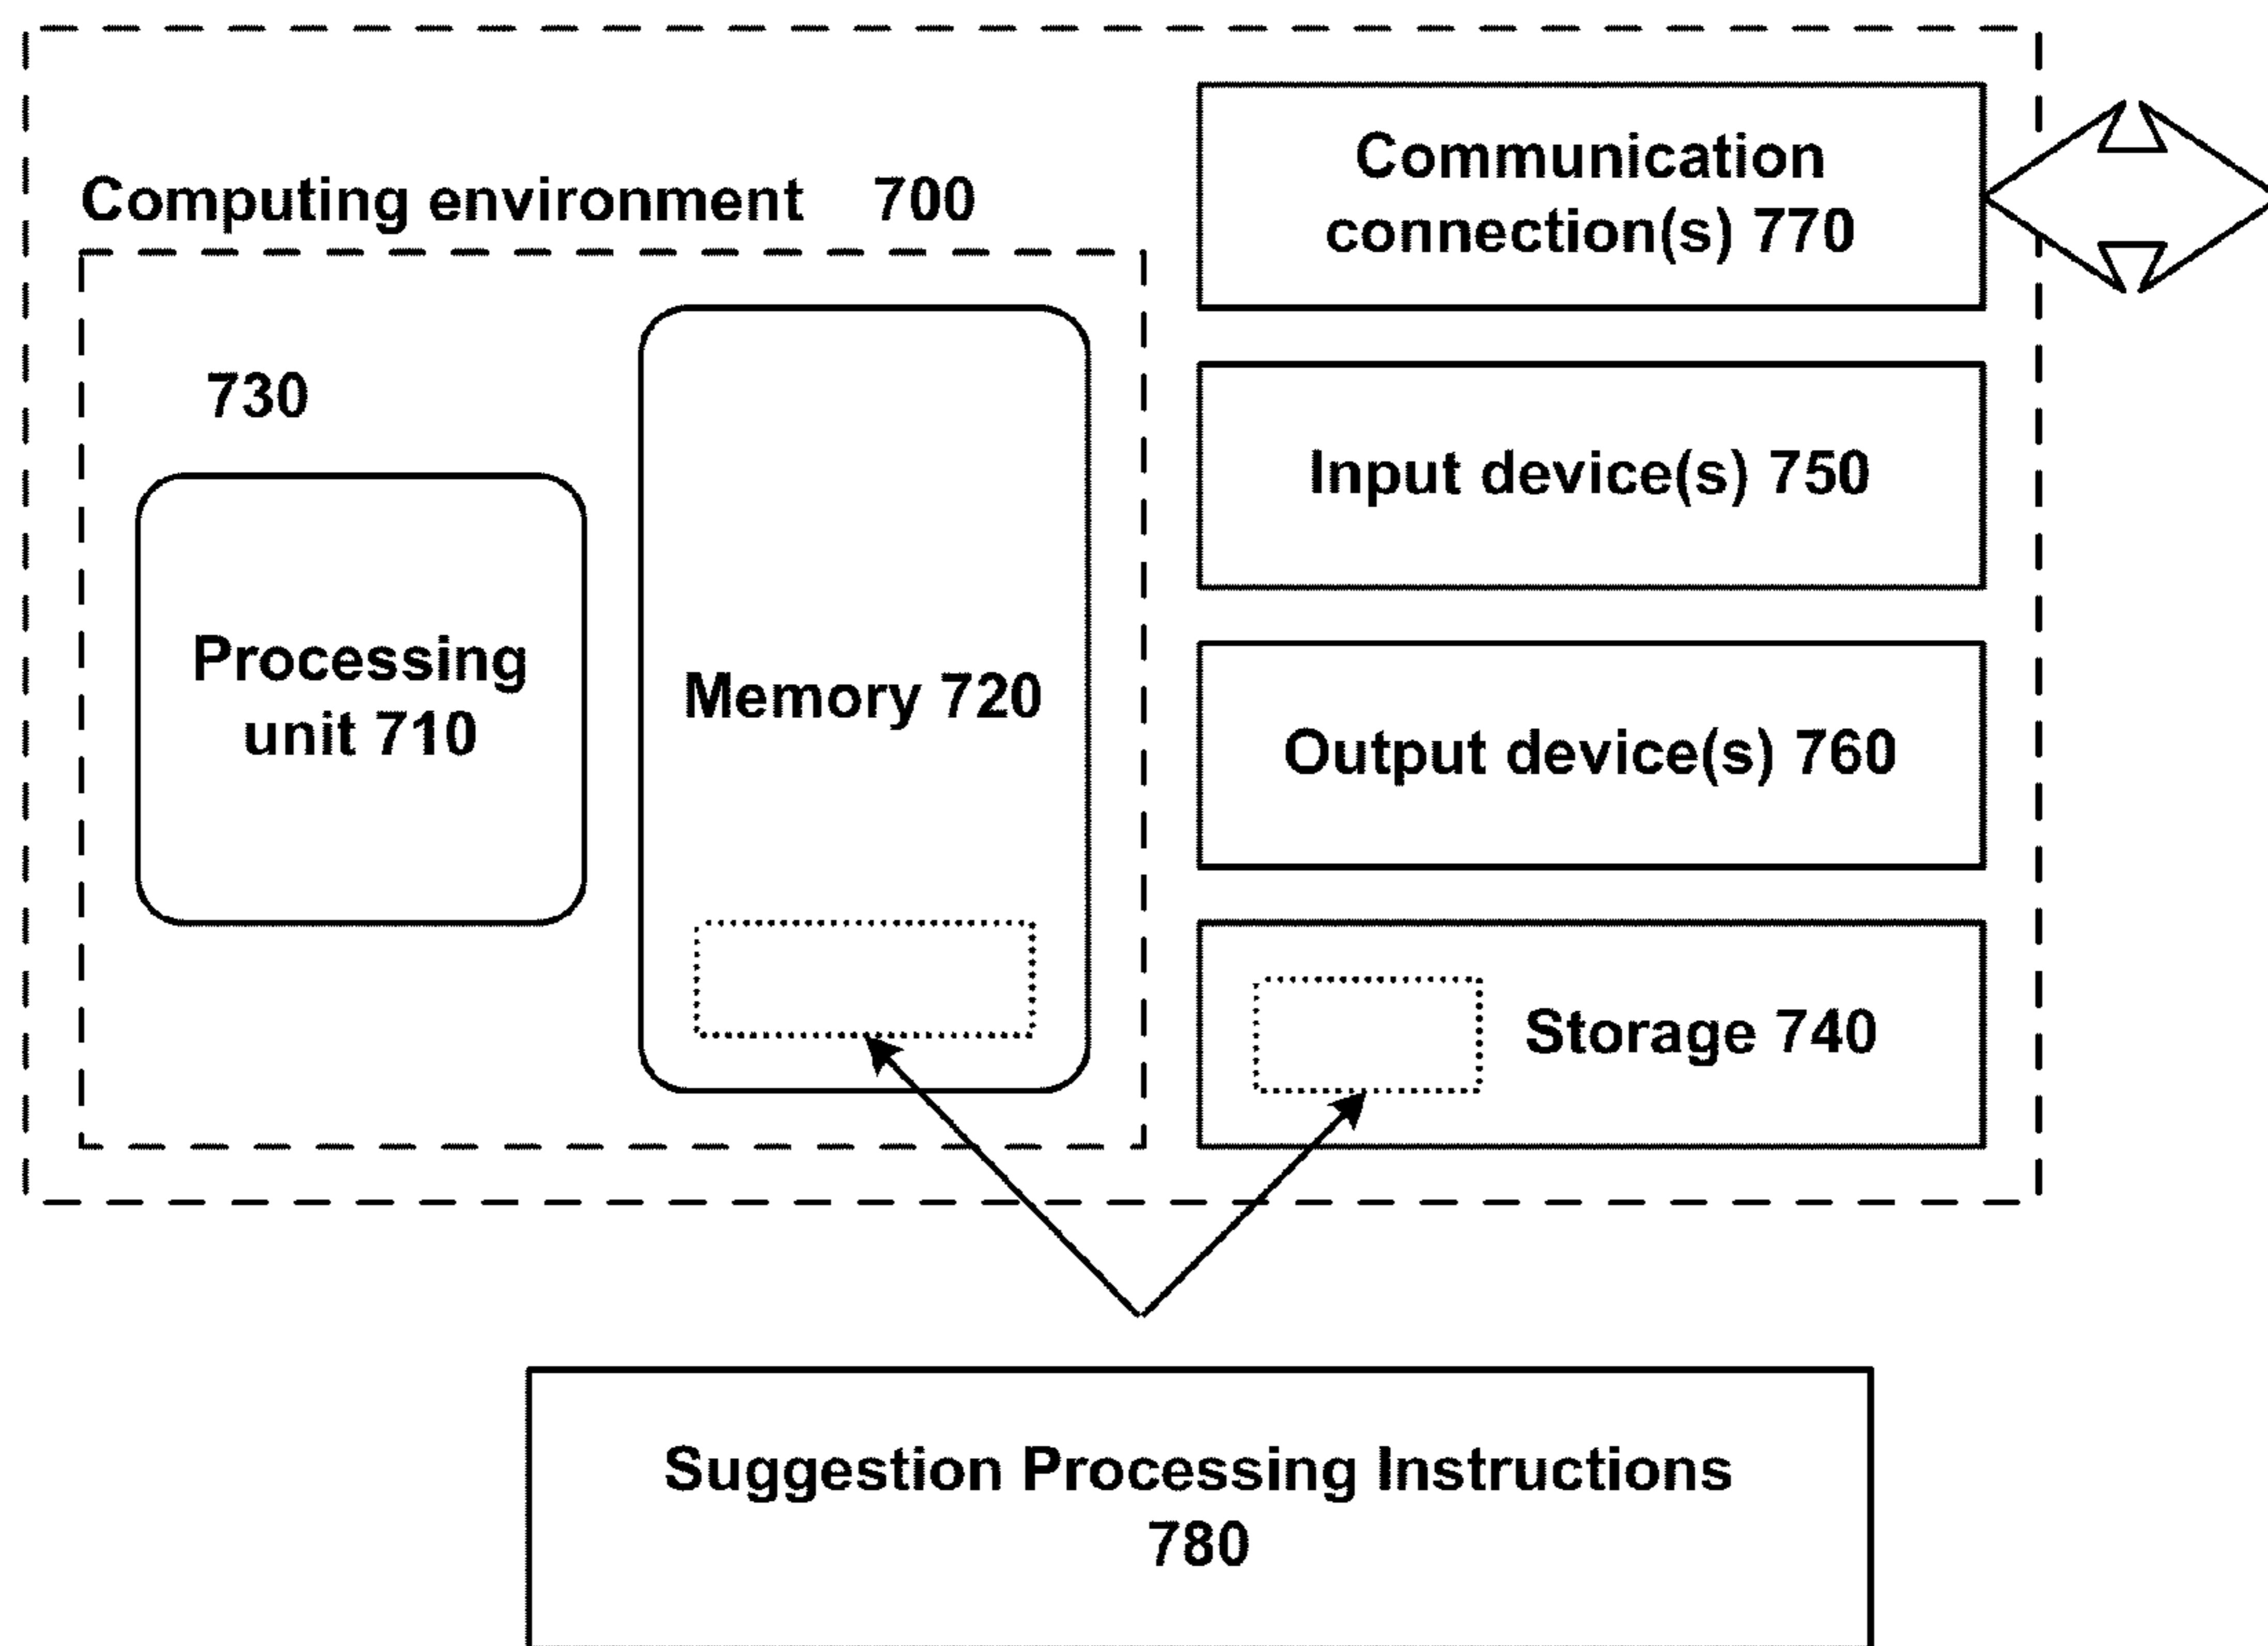 Computing environment 700
730
Processing
unit 710
Memory 720
Communication
connection(s) 770
Input device(s) 750
Output device(s) 760
Storage 740
Suggestion Processing Instructions
780